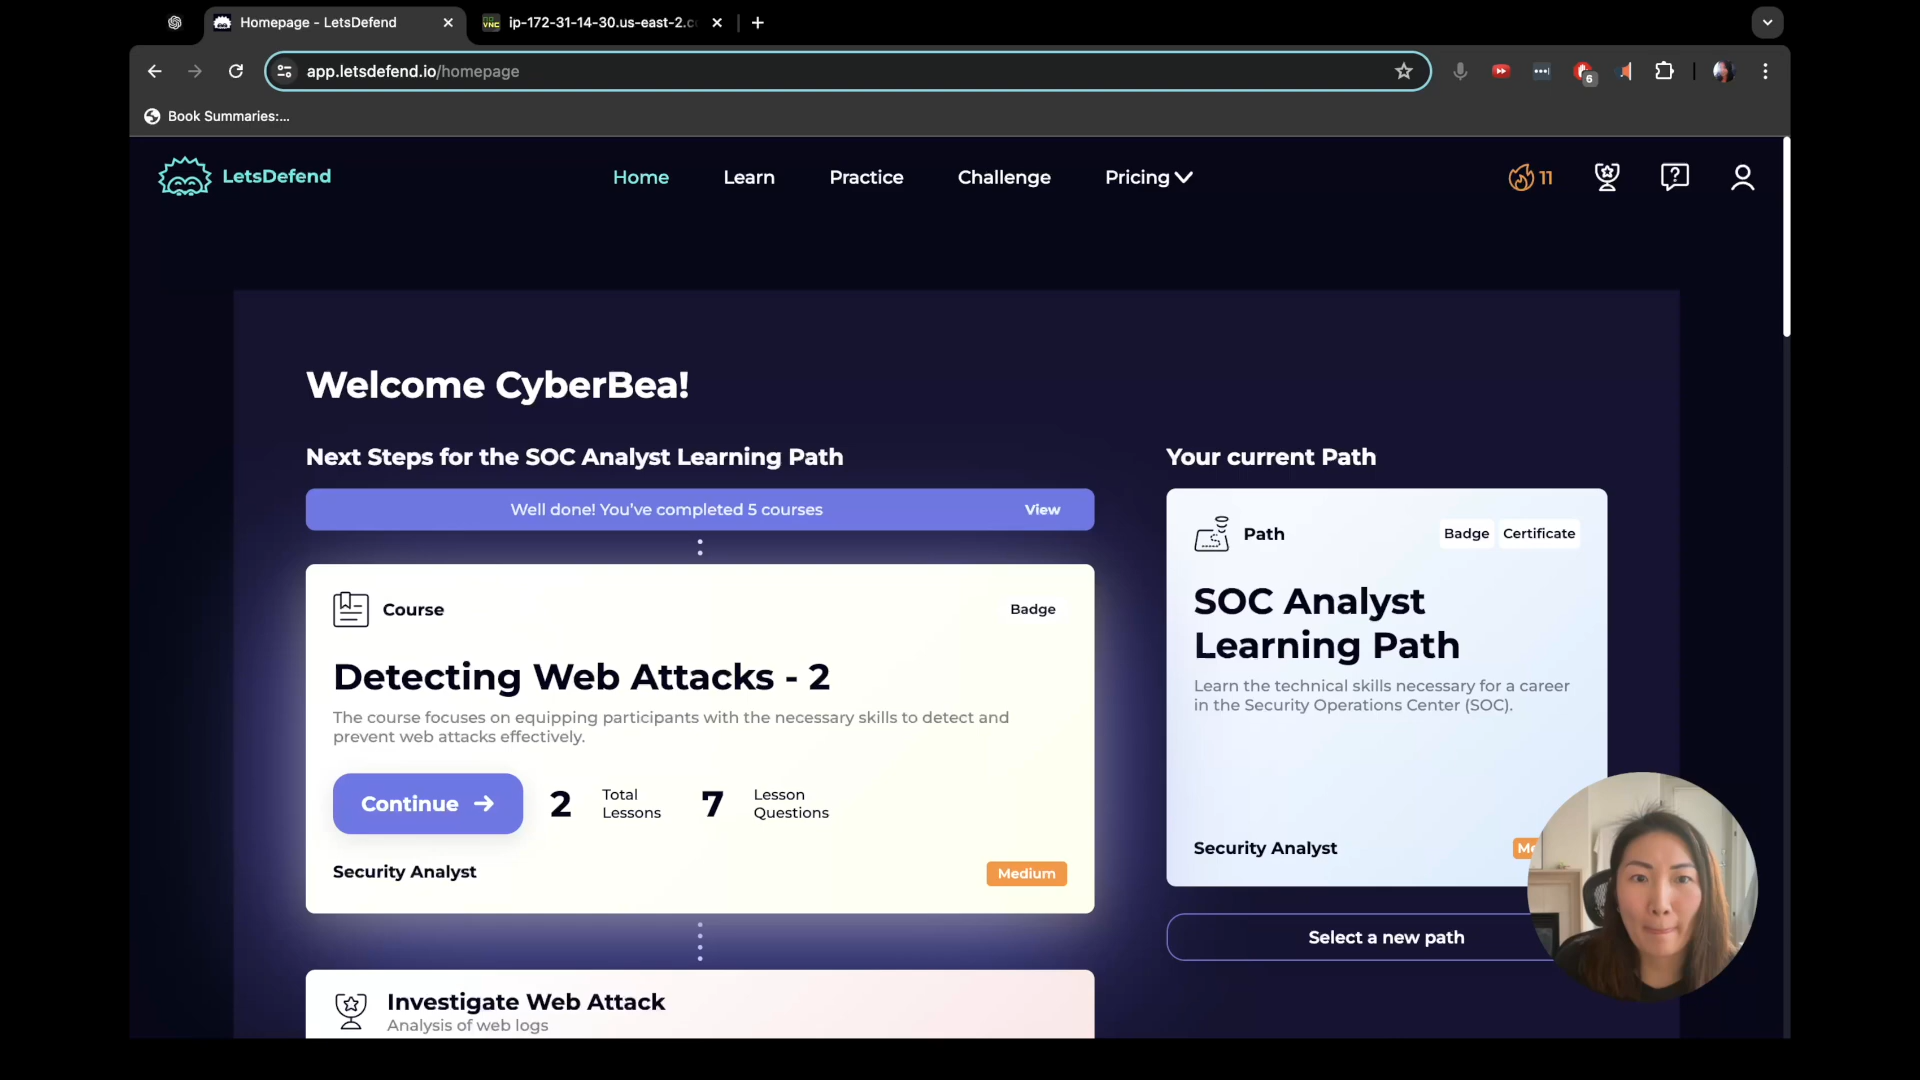 Homepage - LetsDefend
ip-172-31-14-30.us-east-2.c
app.letsdefend.io/homepage
6
Book Summaries:...
LetsDefend
Home
Learn
Practice
Challenge
Pricing
11
Welcome CyberBea!
Next Steps for the SOC Analyst Learning Path
Well done! You've completed 5 courses
View
Course
Badge
Detecting Web Attacks - 2
The course focuses on equipping participants with the necessary skills to detect and
prevent web attacks effectively.
Continue
2
Total
Lessons
7
Lesson
Questions
Security Analyst
Medium
Investigate Web Attack
Analysis of web logs
Your current Path
Path
Badge
Certificate
SOC Analyst
Learning Path
Learn the technical skills necessary for a career
in the Security Operations Center (SOC).
Security Analyst
Select a new path